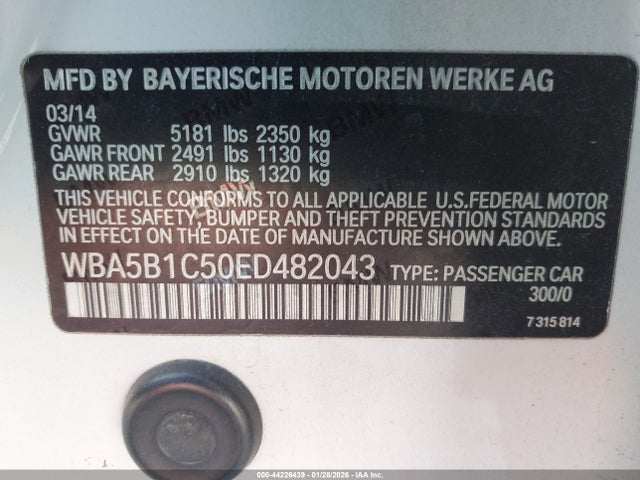 MFD BY BAYERISCHE MOTOREN WERKE AG
03/14
GVWR 5181 lbs 2350 kg
GAWR FRONT 2491 lbs 1130 kg
GAWR REAR 2910 lbs 1320 kg
THIS VEHICLE CONFORMS TO ALL APPLICABLE U.S.FEDERAL MOTOR
VEHICLE SAFETY, BUMPER AND THEFT PREVENTION STANDARDS
IN EFFECT ON THE DATE OF MANUFACTURE SHOWN ABOVE.
WBA5B1C50ED482043 TYPE: PASSENGER CAR
300/0
7 315 814
000-44226439 - 01/28/2026 - IAA Inc.